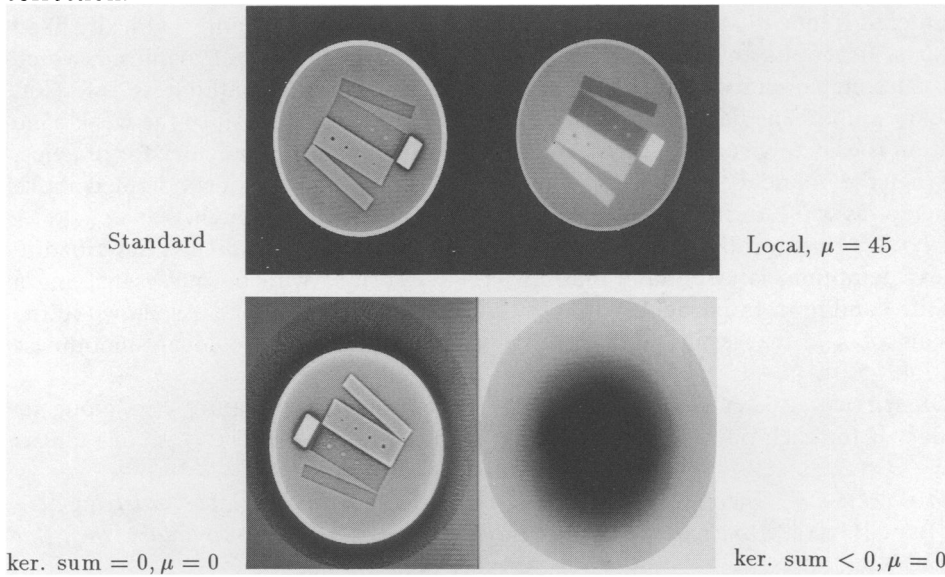 Standard
Local, μ = 45
ker. sum = 0, μ = 0
ker. sum < 0, μ = 0